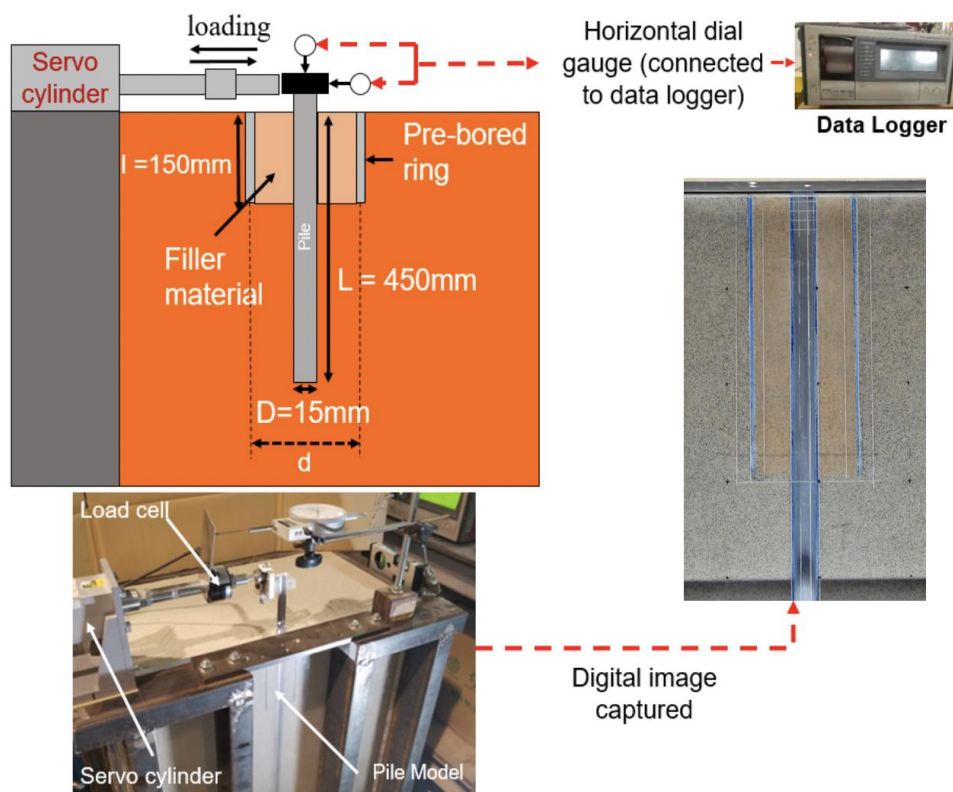 loading
Servo
cylinder
Horizontal dial
gauge (connected
to data logger)
Data Logger
l =150mm
Pre-bored
ring
Pile
Filler
material
L = 450mm
D=15mm
d
Load cell
Servo cylinder
Pile Model
Digital image
captured